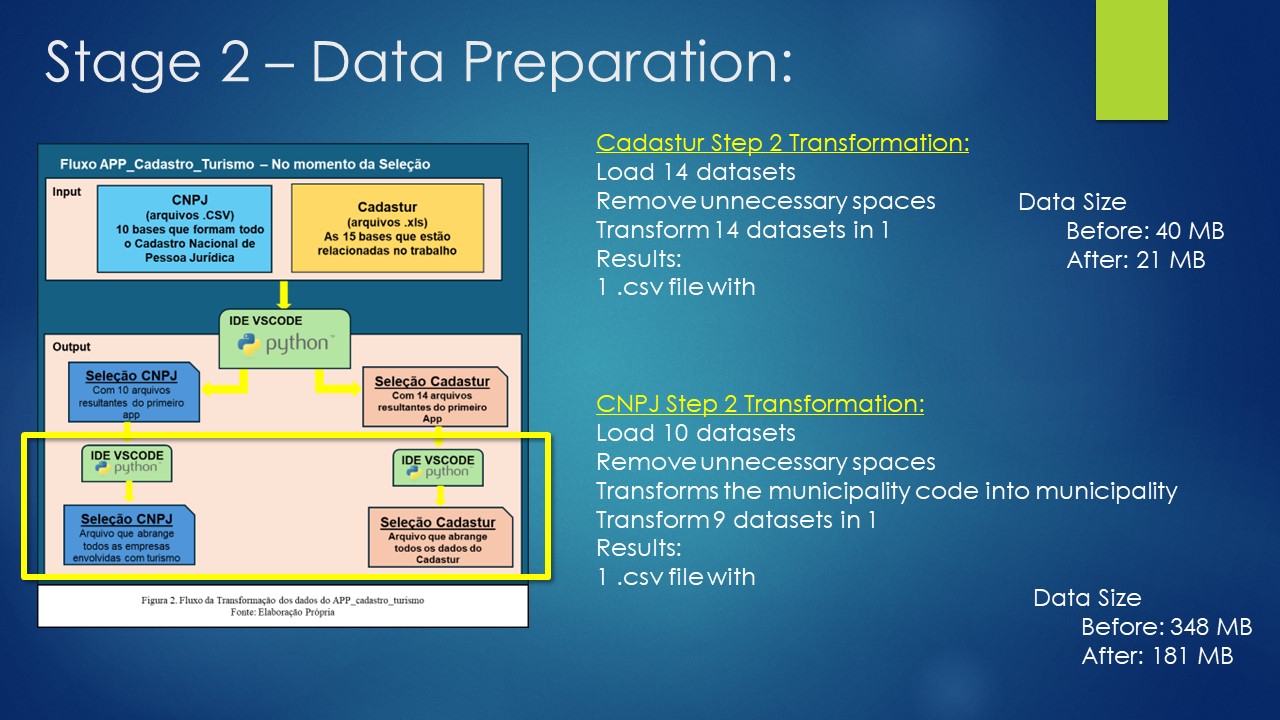 Stage 2 – Data Preparation:
Fluxo APP_Cadastro_Turismo – No momento da Seleção
Input
CNPJ
(arquivos .CSV)
10 bases que formam todo
o Cadastro Nacional de
Pessoa Jurídica
Cadastur
(arquivos .xls)
As 15 bases que estão
relacionadas no trabalho
IDE VSCODE
python
Output
Seleção CNPJ
Com 10 arquivos
resultantes do primeiro
app
Seleção Cadastur
Com 14 arquivos
resultantes do primeiro
App
IDE VSCODE
python
IDE VSCODE
python
Seleção CNPJ
Arquivo que abrange
todos as empresas
envolvidas com turismo
Seleção Cadastur
Arquivo que abrange
todos os dados do
Cadastur
Figura 2. Fluxo da Transformação dos dados do APP_cadastro_turismo
Fonte: Elaboração Própria
Cadastur Step 2 Transformation:
Load 14 datasets
Remove unnecessary spaces
Transform 14 datasets in 1
Results:
1 .csv file with
Data Size
Before: 40 MB
After: 21 MB
CNPJ Step 2 Transformation:
Load 10 datasets
Remove unnecessary spaces
Transforms the municipality code into municipality
Transform 9 datasets in 1
Results:
1 .csv file with
Data Size
Before: 348 MB
After: 181 MB